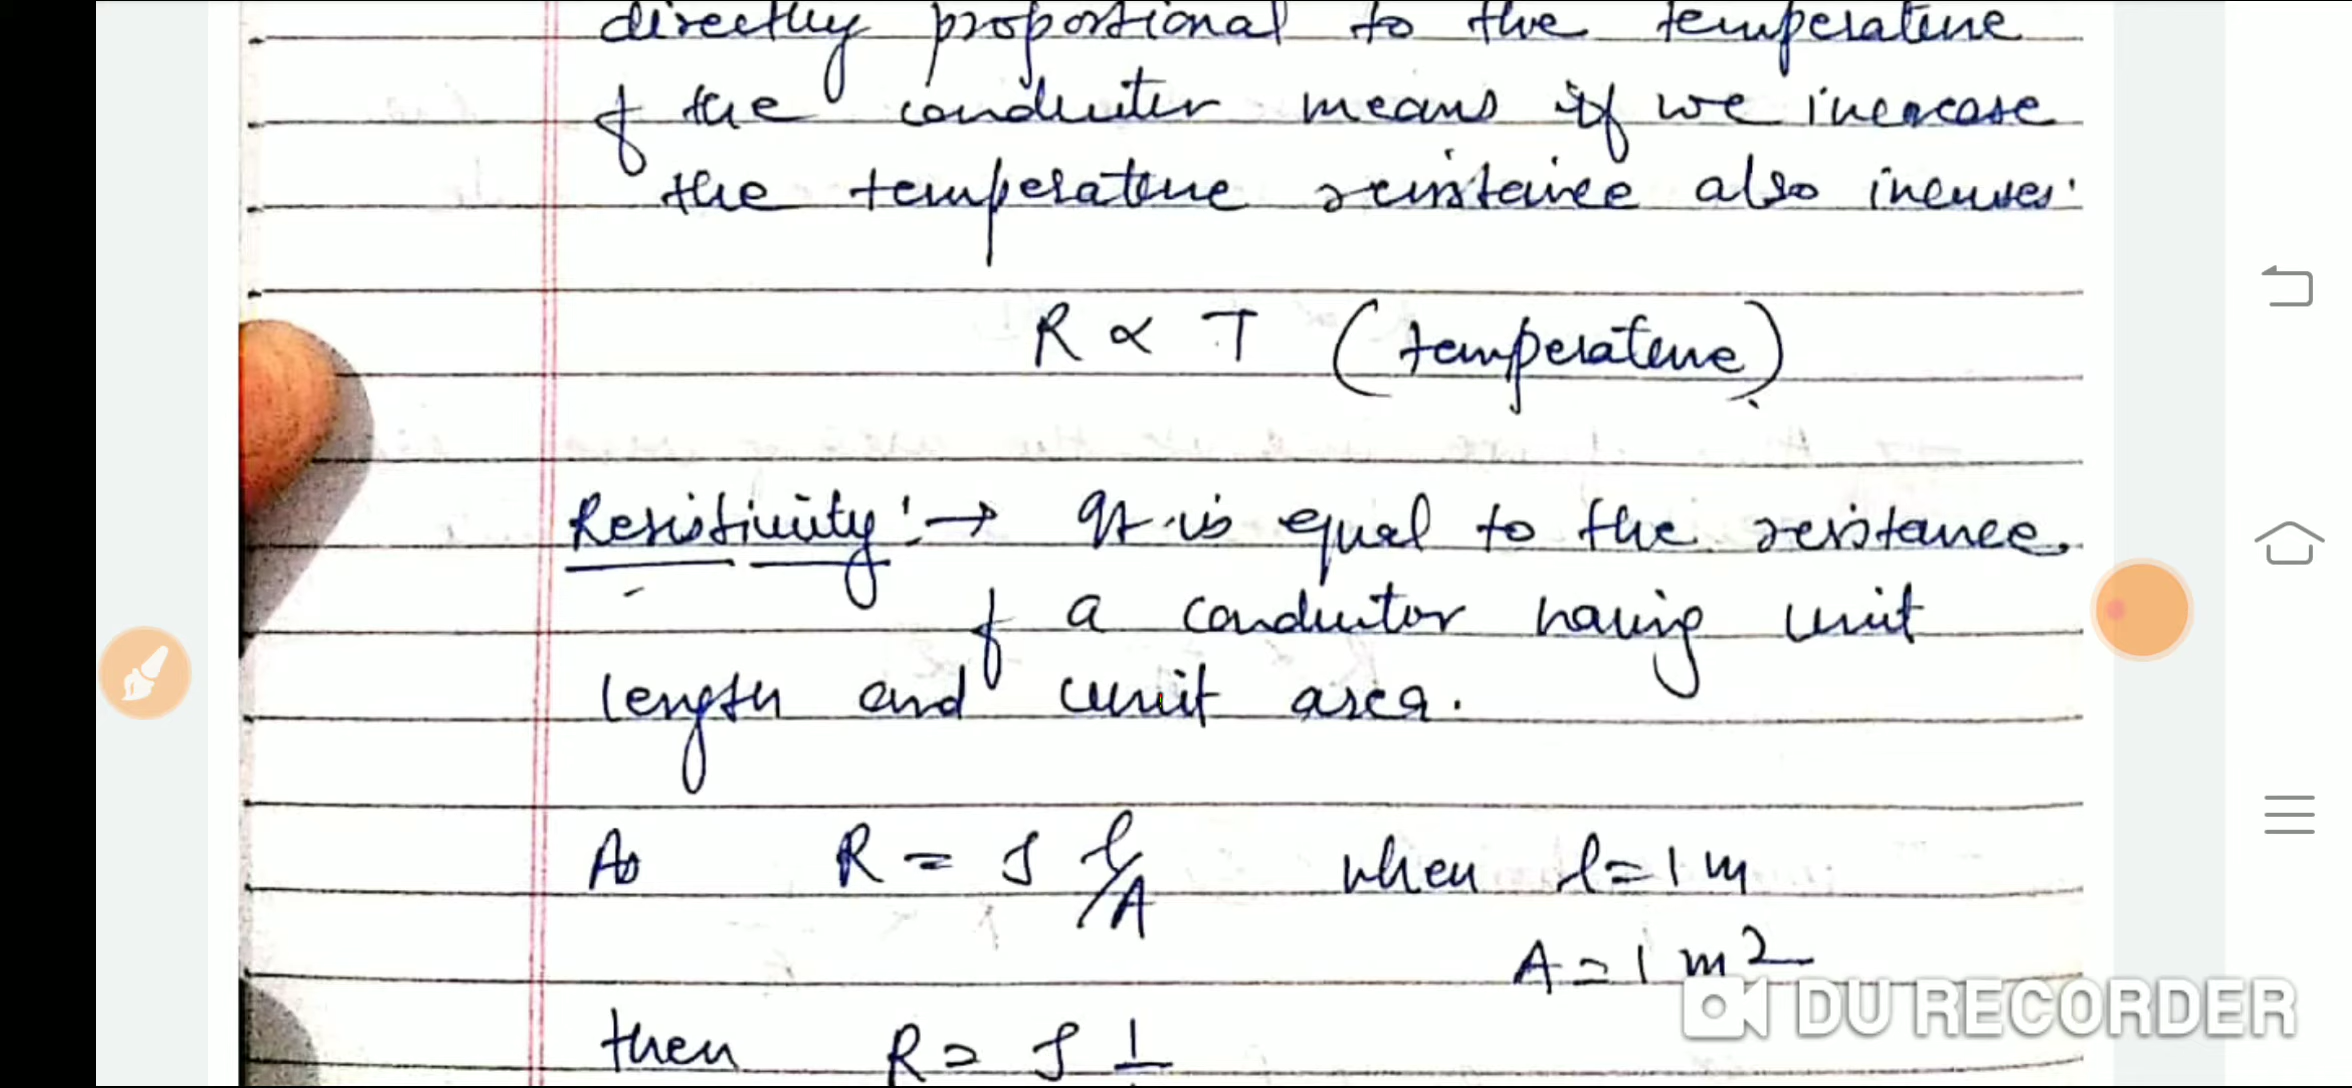 directly proportional to the temperature
of the conductor means if we increase
the temperature resistance also increases.
R ∝ T (temperature)
Resistivity :→ It is equal to the resistance
of a conductor having unit
length and unit area.
As R = ρ l/A when l = 1 m
A = 1 m²
DU RECORDER
then R = ρ 1